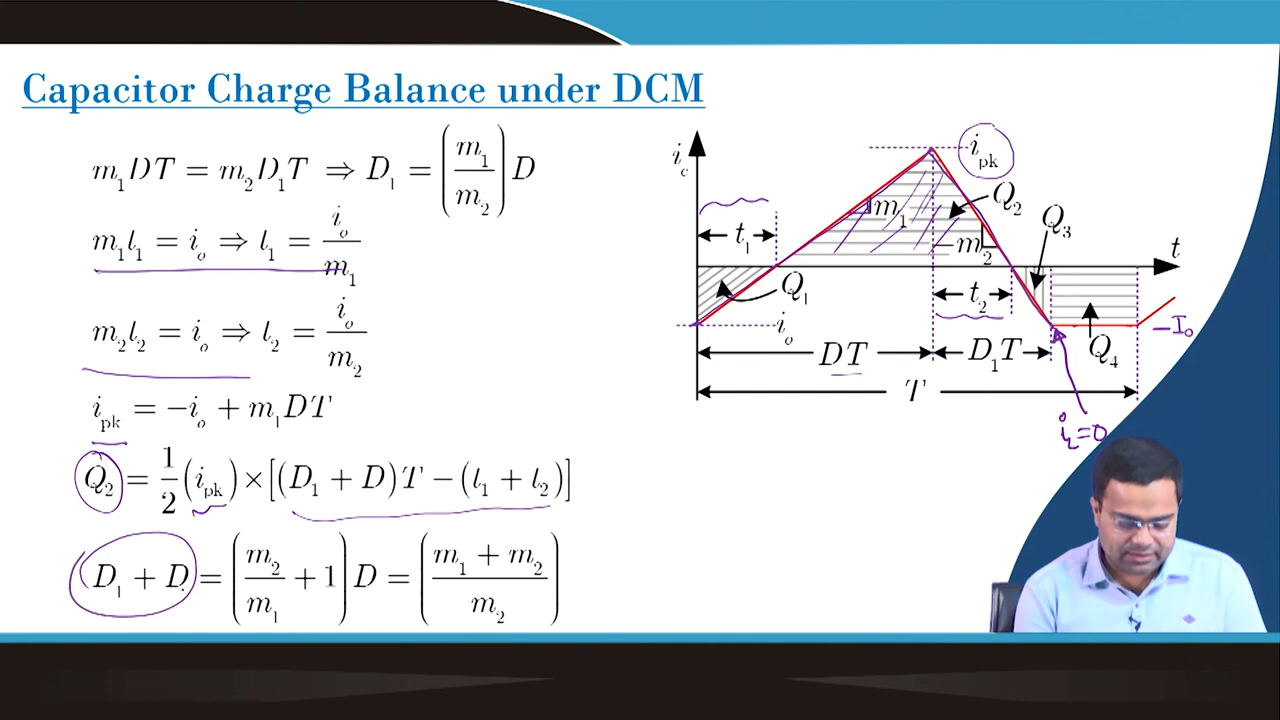 Capacitor Charge Balance under DCM
m₁DT = m₂D₁T ⇒ D₁ = (m₁/m₂) D
m₁t₁ = i₀ ⇒ t₁ = i₀/m₁
m₂t₂ = i₀ ⇒ t₂ = i₀/m₂
i_pk = −i₀ + m₁DT
Q₂ = 1/2 (i_pk) × [(D₁ + D)T − (t₁ + t₂)]
D₁ + D = (m₂/m₁ + 1) D = (m₁ + m₂/m₂)
i_c
i_pk
m₁
Q₂
−m₂
Q₃
t₁
t
Q₁
t₂
i₀
−I₀
Q₄
DT
D₁T
T
i_L=0